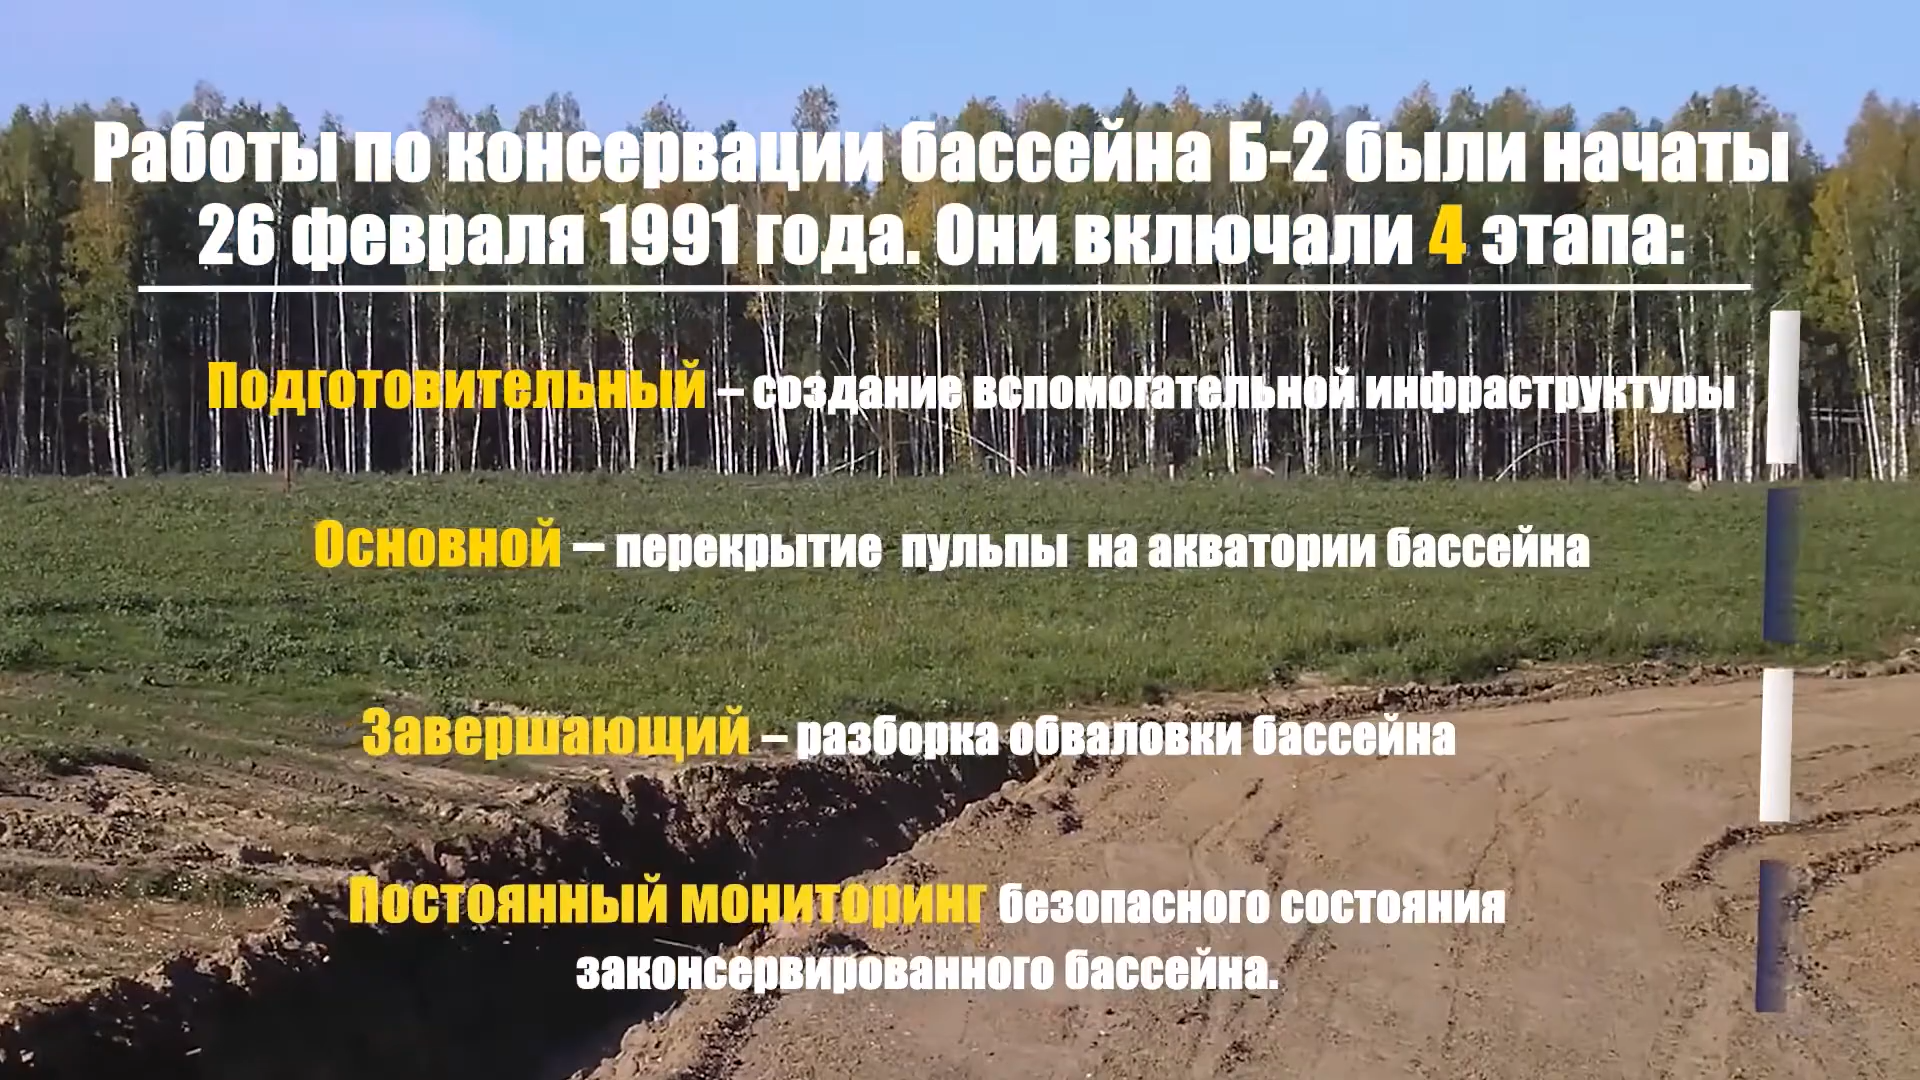 Работы по консервации бассейна Б-2 были начаты
26 февраля 1991 года. Они включали 4 этапа:
Подготовительный – создание вспомогательной инфраструктуры
Основной – перекрытие пульпы на акватории бассейна
Завершающий – разборка обваловки бассейна
Постоянный мониторинг безопасного состояния
законсервированного бассейна.